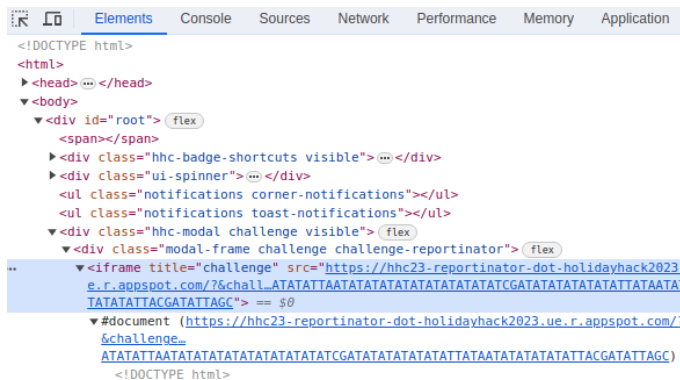 Elements Console Sources Network Performance Memory Application
<!DOCTYPE html>
<html>
<head> ••• </head>
<body>
<div id="root"> flex
<span></span>
<div class="hhc-badge-shortcuts visible"> ••• </div>
<div class="ui-spinner"> ••• </div>
<ul class="notifications corner-notifications"></ul>
<ul class="notifications toast-notifications"></ul>
<div class="hhc-modal challenge visible"> flex
<div class="modal-frame challenge challenge-reportinator"> flex
••• <iframe title="challenge" src="https://hhc23-reportinator-dot-holidayhack2023.
e.r.appspot.com/?&chall…ATATATTAATATATATATATATATATATCGATATATATATATATTATAATAT
TATATATTACGATATTAGC"> == $0
#document (https://hhc23-reportinator-dot-holidayhack2023.ue.r.appspot.com/?
&challenge…
ATATATTAATATATATATATATATATATCGATATATATATATATTATAATATATATATATTACGATATTAGC)
<!DOCTYPE html>